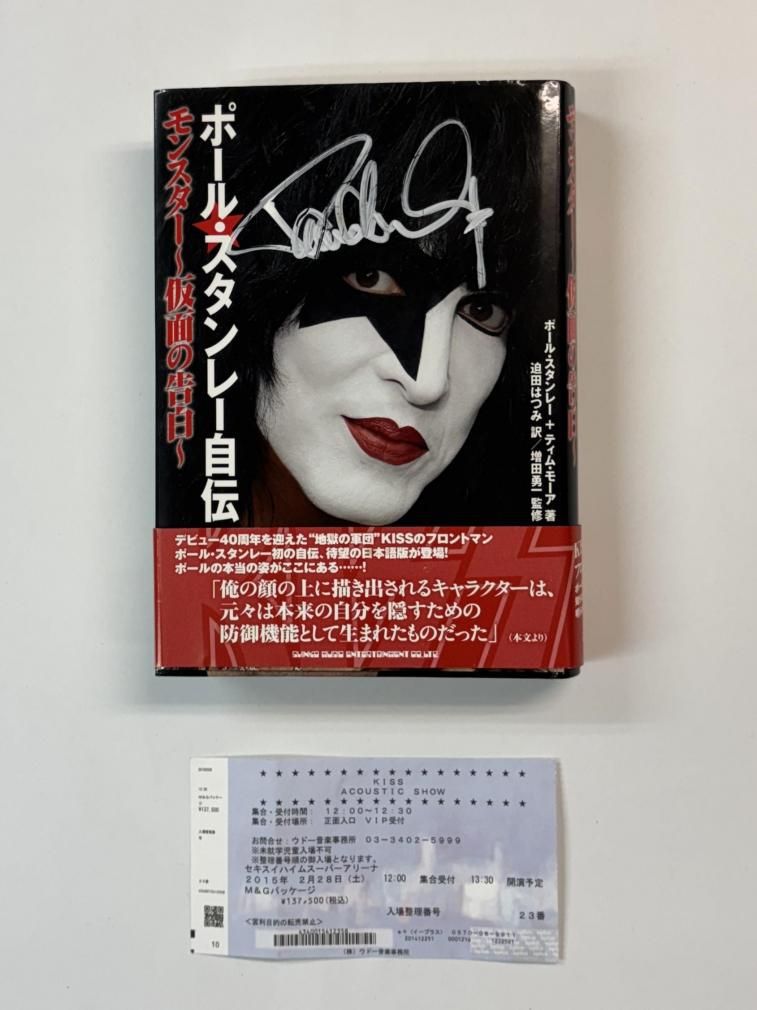 ポール・スタンレー自伝
モンスター〜仮面の告白〜
ポール・スタンレー + ティム・モーア 著
迫田はつみ 訳/増田勇一 監修
デビュー40周年を迎えた“地獄の軍団”KISSのフロントマン
ポール・スタンレー初の自伝、待望の日本語版が登場!
ポールの本当の姿がここにある……!
「俺の顔の上に描き出されるキャラクターは、
元々は本来の自分を隠すための
防御機能として生まれたものだった」(本文より)
SHINKO MUSIC ENTERTAINMENT CO.,LTD.
★ ★ ★ ★ ★ ★ ★ ★ ★ ★ ★ ★ ★ ★ ★ ★ ★
KISS
ACOUSTIC SHOW
★ ★ ★ ★ ★ ★ ★ ★ ★ ★ ★ ★ ★ ★ ★ ★ ★
集合・受付時間: 12:00〜12:30
集合・受付場所: 正面入口 VIP受付
お問合せ:ウドー音楽事務所 03-3402-5999
※未就学児童入場不可
※整理番号順の御入場となります。
セキスイハイムスーパーアリーナ
2015年 2月28日(土) 12:00 集合受付 13:30 開演予定
M&Gパッケージ
¥137,500(税込)
入場整理番号 23番
<営利目的の転売禁止>
(株)ウドー音楽事務所
M&Gパッケージ
¥137,500
10